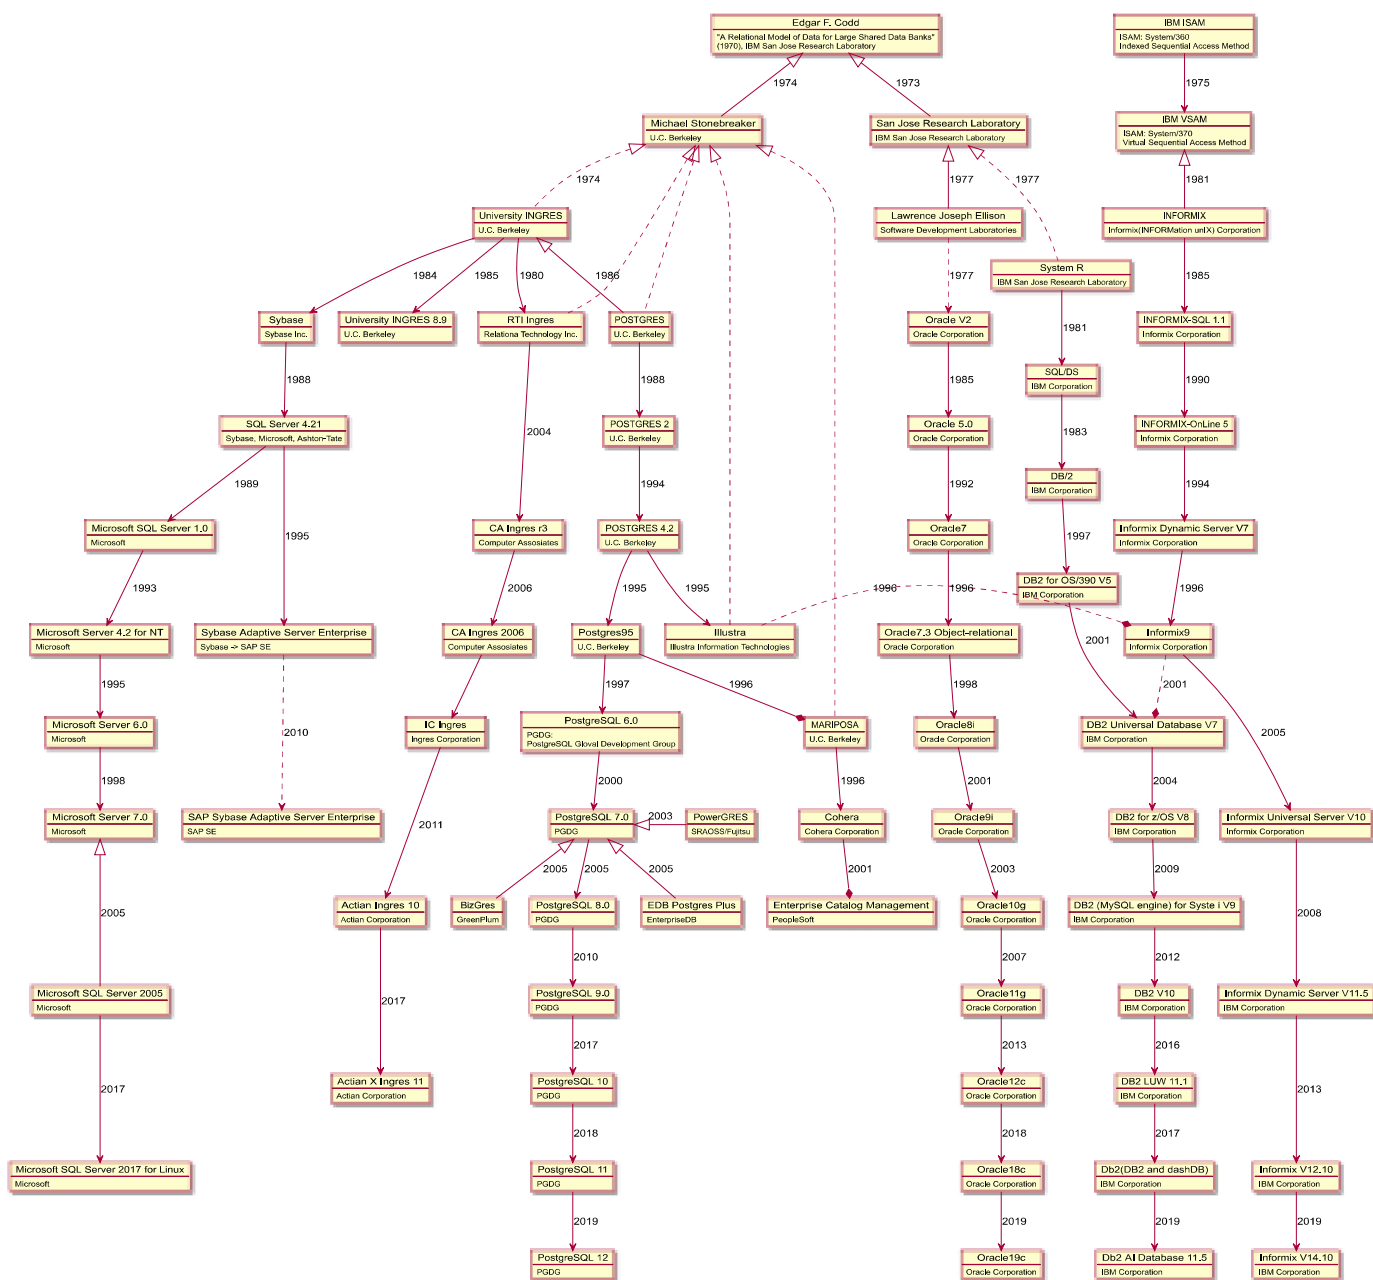 Edgar F. Codd
"A Relational Model of Data for Large Shared Data Banks"
(1970), IBM San Jose Research Laboratory
IBM ISAM
ISAM: System/360
Indexed Sequential Access Method
1974
1973
1975
Michael Stonebreaker
U.C. Berkeley
San Jose Research Laboratory
IBM San Jose Research Laboratory
IBM VSAM
ISAM: System/370
Virtual Sequential Access Method
1974
1977
1977
1981
University INGRES
U.C. Berkeley
Lawrence Joseph Ellison
Software Development Laboratories
INFORMIX
Informix(INFORMation unIX) Corporation
1984
1985
1980
1986
1977
System R
IBM San Jose Research Laboratory
1985
Sybase
Sybase Inc.
University INGRES 8.9
U.C. Berkeley
RTI Ingres
Relationa Technology Inc.
POSTGRES
U.C. Berkeley
Oracle V2
Oracle Corporation
1981
INFORMIX-SQL 1.1
Informix Corporation
1988
1988
1985
SQL/DS
IBM Corporation
1990
SQL Server 4.21
Sybase, Microsoft, Ashton-Tate
2004
POSTGRES 2
U.C. Berkeley
Oracle 5.0
Oracle Corporation
1983
INFORMIX-OnLine 5
Informix Corporation
1989
1995
1994
1992
DB/2
IBM Corporation
1994
Microsoft SQL Server 1.0
Microsoft
CA Ingres r3
Computer Assosiates
POSTGRES 4.2
U.C. Berkeley
Oracle7
Oracle Corporation
1997
Informix Dynamic Server V7
Informix Corporation
1993
2006
1995
1995
1996
1996
DB2 for OS/390 V5
IBM Corporation
1996
Microsoft Server 4.2 for NT
Microsoft
Sybase Adaptive Server Enterprise
Sybase -> SAP SE
CA Ingres 2006
Computer Assosiates
Postgres95
U.C. Berkeley
Illustra
Illustra Information Technologies
Oracle7.3 Object-relational
Oracle Corporation
2001
Informix9
Informix Corporation
1995
2010
1997
1996
1998
2001
2005
Microsoft Server 6.0
Microsoft
IC Ingres
Ingres Corporation
PostgreSQL 6.0
PGDG:
PostgreSQL Gloval Development Group
MARIPOSA
U.C. Berkeley
Oracle8i
Oracle Corporation
DB2 Universal Database V7
IBM Corporation
1998
2011
2000
1996
2001
2004
Microsoft Server 7.0
Microsoft
SAP Sybase Adaptive Server Enterprise
SAP SE
PostgreSQL 7.0
PGDG
2003
PowerGRES
SRAOSS/Fujitsu
Cohera
Cohera Corporation
Oracle9i
Oracle Corporation
DB2 for z/OS V8
IBM Corporation
Informix Universal Server V10
Informix Corporation
2005
2005
2005
2005
2001
2003
2009
2008
Actian Ingres 10
Actian Corporation
BizGres
GreenPlum
PostgreSQL 8.0
PGDG
EDB Postgres Plus
EnterpriseDB
Enterprise Catalog Management
PeopleSoft
Oracle10g
Oracle Corporation
DB2 (MySQL engine) for Syste i V9
IBM Corporation
2017
2010
2007
2012
Microsoft SQL Server 2005
Microsoft
PostgreSQL 9.0
PGDG
Oracle11g
Oracle Corporation
DB2 V10
IBM Corporation
Informix Dynamic Server V11.5
IBM Corporation
2017
2017
2013
2016
2013
Actian X Ingres 11
Actian Corporation
PostgreSQL 10
PGDG
Oracle12c
Oracle Corporation
DB2 LUW 11.1
IBM Corporation
2018
2018
2017
Microsoft SQL Server 2017 for Linux
Microsoft
PostgreSQL 11
PGDG
Oracle18c
Oracle Corporation
Db2(DB2 and dashDB)
IBM Corporation
Informix V12.10
IBM Corporation
2019
2019
2019
2019
PostgreSQL 12
PGDG
Oracle19c
Oracle Corporation
Db2 AI Database 11.5
IBM Corporation
Informix V14.10
IBM Corporation